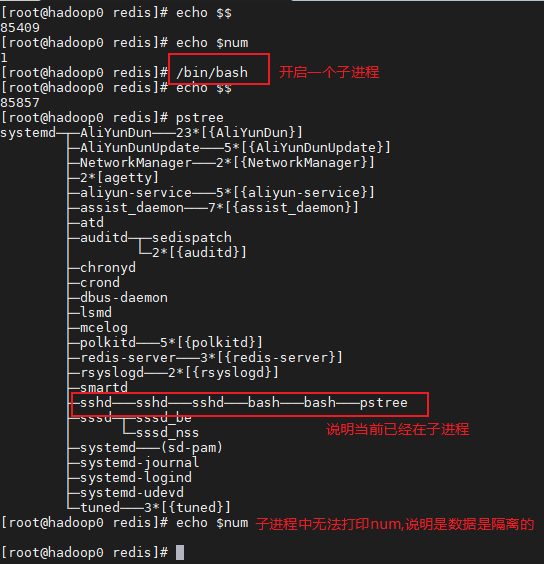 [root@hadoop0 redis]# echo $$
85409
[root@hadoop0 redis]# echo $num
1
[root@hadoop0 redis]# /bin/bash 开启一个子进程
[root@hadoop0 redis]# echo $$
85857
[root@hadoop0 redis]# pstree
systemd─┬─AliYunDun───23*[{AliYunDun}]
        ├─AliYunDunUpdate───5*[{AliYunDunUpdate}]
        ├─NetworkManager───2*[{NetworkManager}]
        ├─2*[agetty]
        ├─aliyun-service───5*[{aliyun-service}]
        ├─assist_daemon───7*[{assist_daemon}]
        ├─atd
        ├─auditd─┬─sedispatch
        │        └─2*[{auditd}]
        ├─chronyd
        ├─crond
        ├─dbus-daemon
        ├─lsmd
        ├─mcelog
        ├─polkitd───5*[{polkitd}]
        ├─redis-server───3*[{redis-server}]
        ├─rsyslogd───2*[{rsyslogd}]
        ├─smartd
        ├─sshd───sshd───sshd───bash───bash───pstree
        ├─sssd─┬─sssd_be
        │      └─sssd_nss
说明当前已经在子进程
        ├─systemd───(sd-pam)
        ├─systemd-journal
        ├─systemd-logind
        ├─systemd-udevd
        └─tuned───3*[{tuned}]
[root@hadoop0 redis]# echo $num 子进程中无法打印num,说明是数据是隔离的

[root@hadoop0 redis]#